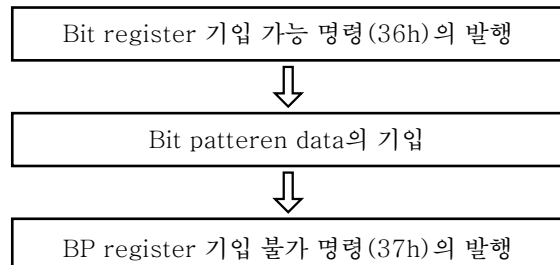 Bit register 기입 가능 명령(36h)의 발행
Bit patteren data의 기입
BP register 기입 불가 명령(37h)의 발행